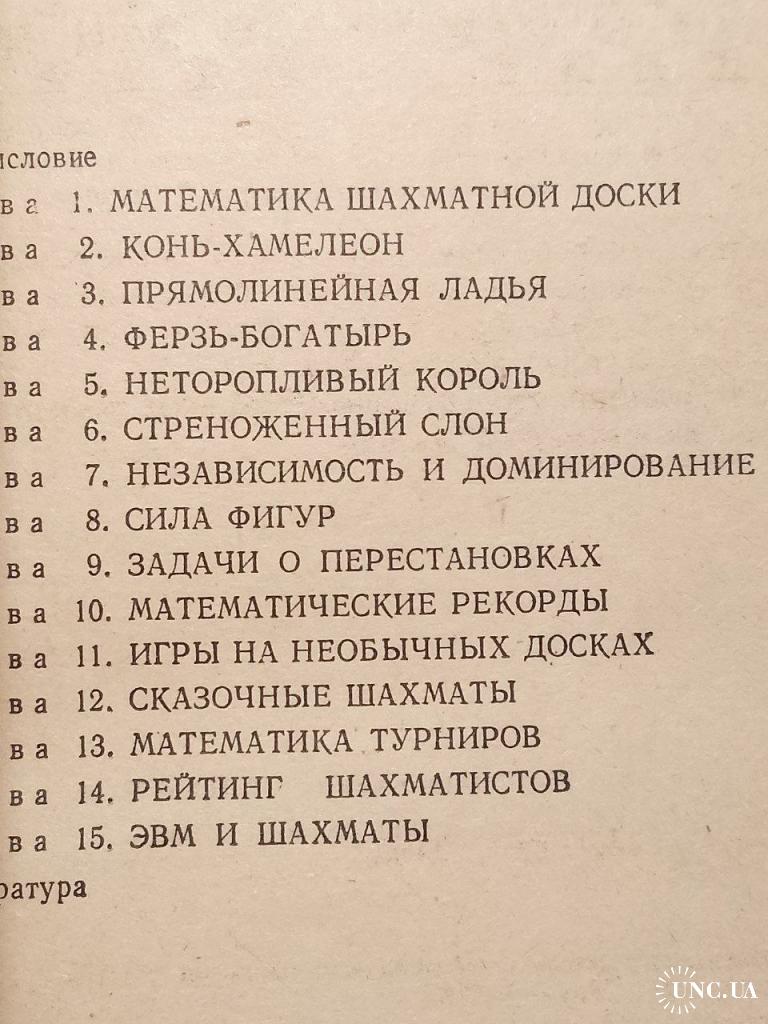 исловие
ва 1. МАТЕМАТИКА ШАХМАТНОЙ ДОСКИ
ва 2. КОНЬ-ХАМЕЛЕОН
ва 3. ПРЯМОЛИНЕЙНАЯ ЛАДЬЯ
ва 4. ФЕРЗЬ-БОГАТЫРЬ
ва 5. НЕТОРОПЛИВЫЙ КОРОЛЬ
ва 6. СТРЕНОЖЕННЫЙ СЛОН
ва 7. НЕЗАВИСИМОСТЬ И ДОМИНИРОВАНИЕ
ва 8. СИЛА ФИГУР
ва 9. ЗАДАЧИ О ПЕРЕСТАНОВКАХ
ва 10. МАТЕМАТИЧЕСКИЕ РЕКОРДЫ
ва 11. ИГРЫ НА НЕОБЫЧНЫХ ДОСКАХ
ва 12. СКАЗОЧНЫЕ ШАХМАТЫ
ва 13. МАТЕМАТИКА ТУРНИРОВ
ва 14. РЕЙТИНГ ШАХМАТИСТОВ
ва 15. ЭВМ И ШАХМАТЫ
ратура
UNC.UA